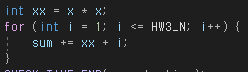 int xx = x * x;
for (int i = 1; i <= HW3_N; i++) {
sum += xx + i;
}